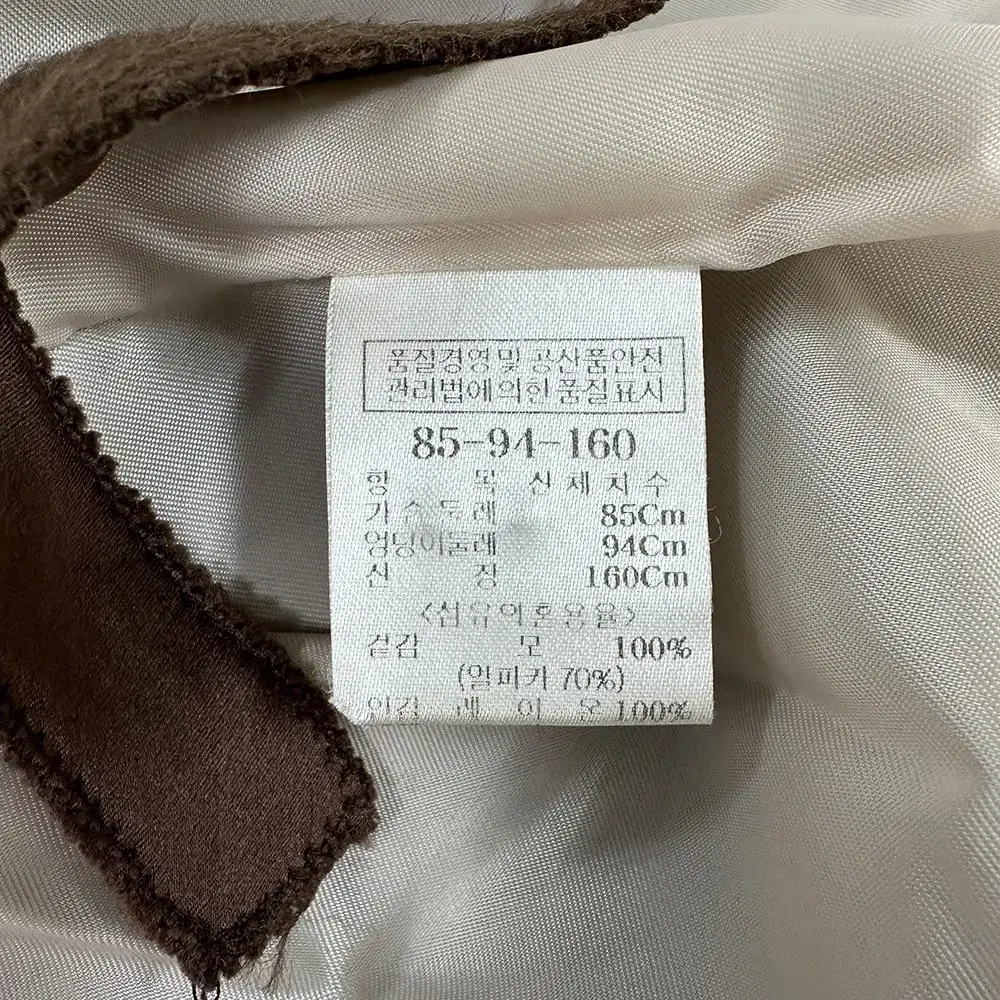 품질경영및 공산품안전
관리법에의한 품질표시
85-94-160
항 목 신 체 치 수
가 슴 둘 레 85Cm
엉덩이둘레 94Cm
신 장 160Cm
<섬유의혼용율>
겉감 모 100%
(알파카 70%)
안감 레 이 온 100%